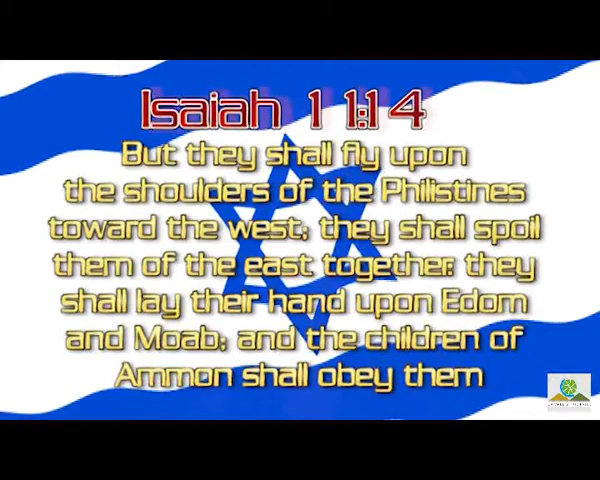 Isaiah 11:14
But they shall fly upon
the shoulders of the Philistines
toward the west; they shall spoil
them of the east together: they
shall lay their hand upon Edom
and Moab; and the children of
Ammon shall obey them